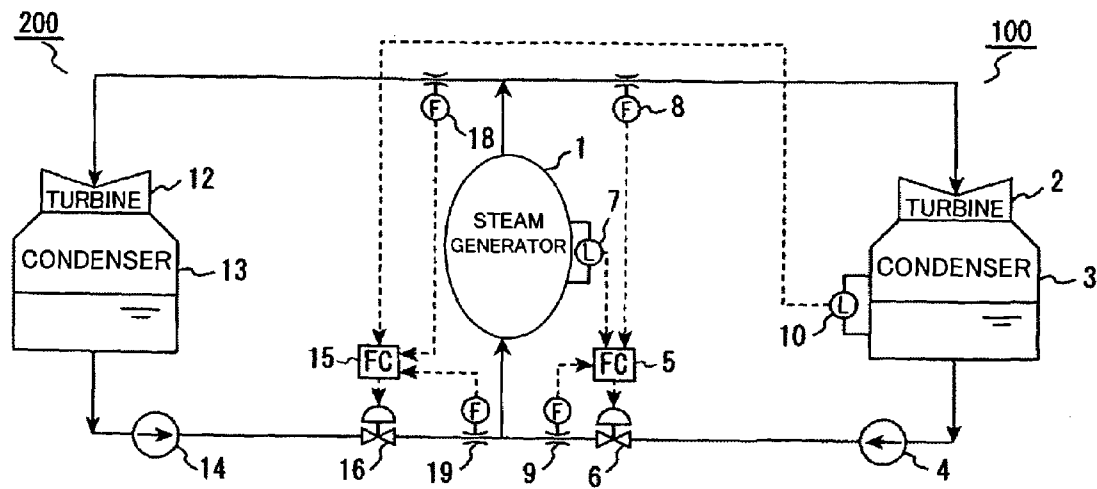 200
100
F
18
F
8
1
STEAM
GENERATOR
7
L
12
TURBINE
CONDENSER
13
2
TURBINE
CONDENSER
3
L
10
15
FC
FC
5
F
F
14
16
19
9
6
4